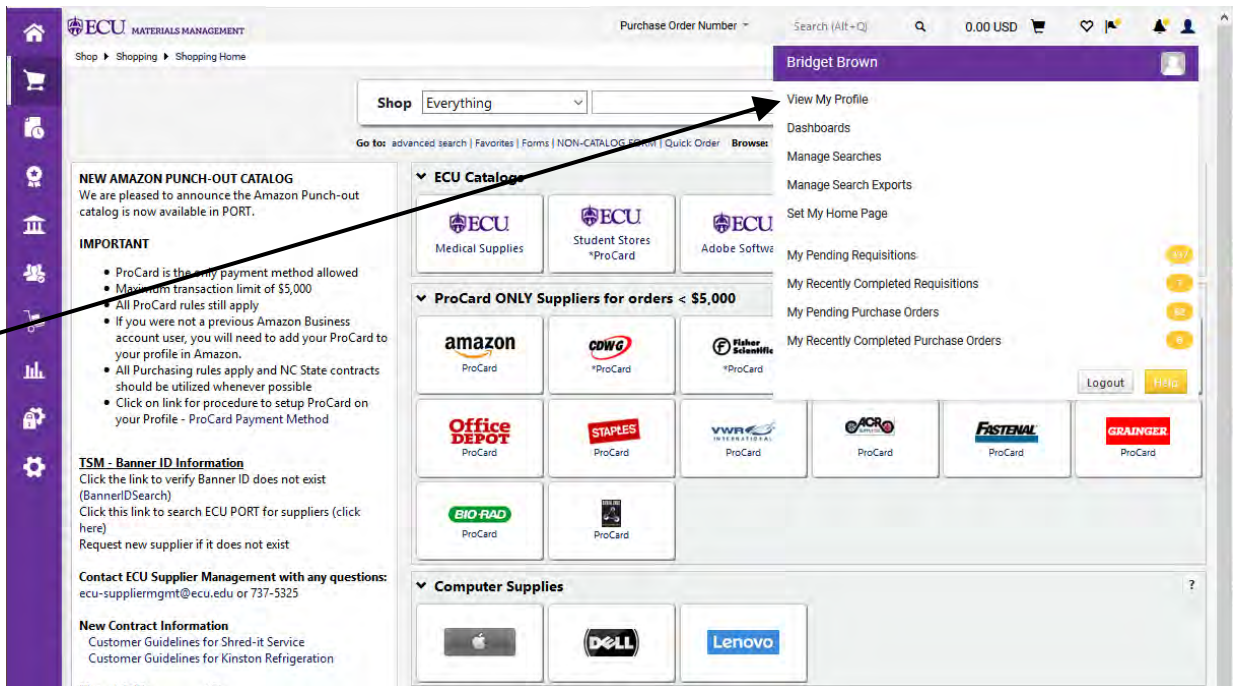 ECU MATERIALS MANAGEMENT
Purchase Order Number
Search (Alt+Q)
0.00 USD
Shop Shopping Shopping Home
Bridget Brown
View My Profile
Dashboards
Manage Searches
Manage Search Exports
Set My Home Page
My Pending Requisitions
My Recently Completed Requisitions
My Pending Purchase Orders
My Recently Completed Purchase Orders
Logout Help
Shop Everything
Go to: advanced search | Favorites | Forms | NON-CATALOG FORM | Quick Order Browse:
NEW AMAZON PUNCH-OUT CATALOG
We are pleased to announce the Amazon Punch-out
catalog is now available in PORT.
IMPORTANT
• ProCard is the only payment method allowed
• Maximum transaction limit of $5,000
• All ProCard rules still apply
• If you were not a previous Amazon Business
account user, you will need to add your ProCard to
your profile in Amazon.
• All Purchasing rules apply and NC State contracts
should be utilized whenever possible
• Click on link for procedure to setup ProCard on
your Profile - ProCard Payment Method
TSM - Banner ID Information
Click the link to verify Banner ID does not exist
(BannerIDSearch)
Click this link to search ECU PORT for suppliers (click
here)
Request new supplier if it does not exist
Contact ECU Supplier Management with any questions:
ecu-suppliermgmt@ecu.edu or 737-5325
New Contract Information
Customer Guidelines for Shred-it Service
Customer Guidelines for Kinston Refrigeration
ECU Catalogs
ECU
Medical Supplies
ECU
Student Stores
*ProCard
ECU
Adobe Softwa
ProCard ONLY Suppliers for orders < $5,000
amazon
ProCard
CDWG
*ProCard
Fisher
Scientific
*ProCard
Office
DEPOT
ProCard
STAPLES
ProCard
VWR
INTERNATIONAL
ProCard
ACR
ProCard
FASTENAL
ProCard
GRAINGER
ProCard
BIO-RAD
ProCard
ProCard
Computer Supplies
?
DELL
Lenovo